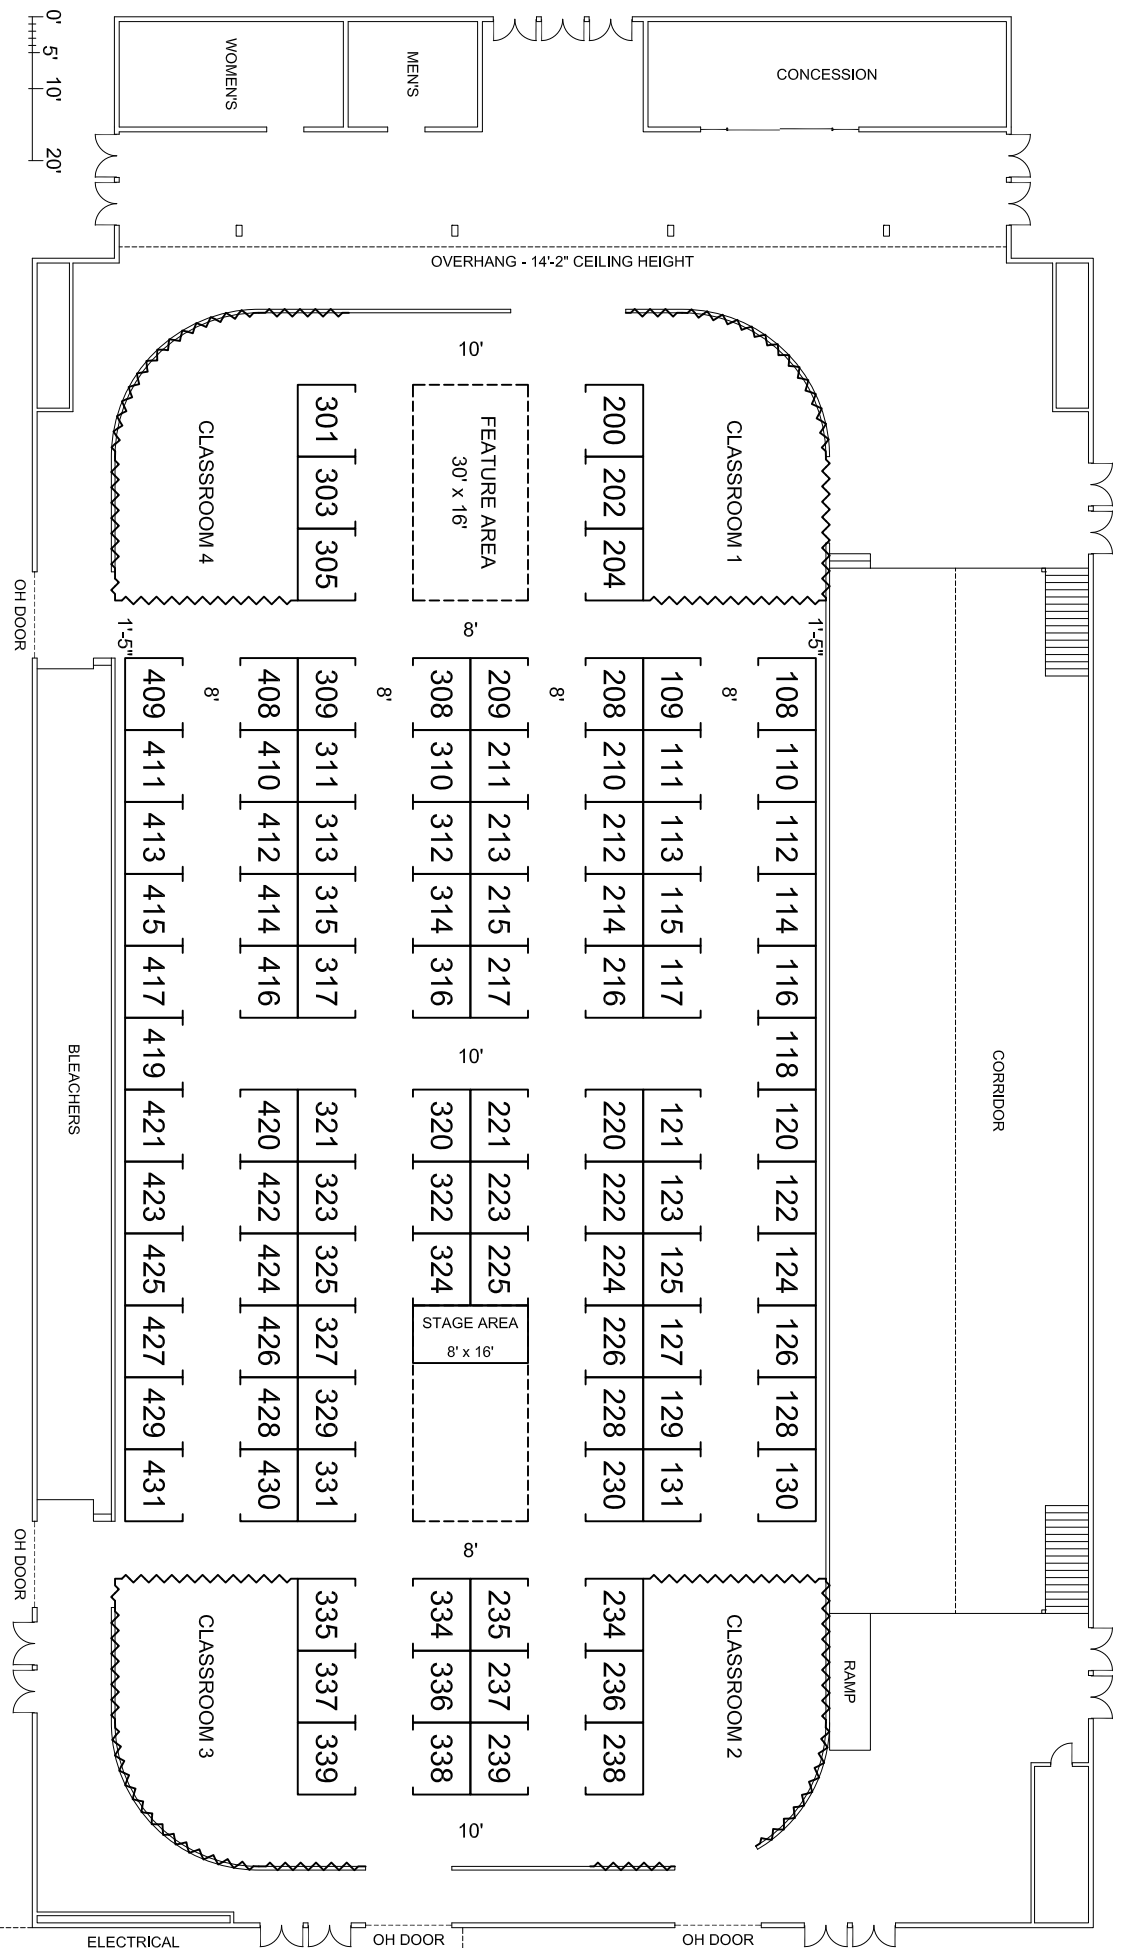 0' 5' 10' 20'
WOMEN'S
MEN'S
CONCESSION
OVERHANG - 14'-2" CEILING HEIGHT
10'
301 200
303 202
305 204
CLASSROOM 4
FEATURE AREA
30' x 16'
CLASSROOM 1
OH DOOR
1'-5" 8' 1'-5"
8' 8' 8' 8'
409 408 309 308 209 208 109 108
411 410 311 310 211 210 111 110
413 412 313 312 213 212 113 112
415 414 315 314 215 214 115 114
417 416 317 316 217 216 117 116
419 10' 118
BLEACHERS
CORRIDOR
421 420 321 320 221 220 121 120
423 422 323 322 223 222 123 122
425 424 325 324 225 224 125 124
427 426 327 226 127 126
STAGE AREA
8' x 16'
429 428 329 228 129 128
431 430 331 230 131 130
OH DOOR
8'
335 334 235 234
337 336 237 236
339 338 239 238
CLASSROOM 3
CLASSROOM 2
RAMP
10'
ELECTRICAL
OH DOOR
OH DOOR